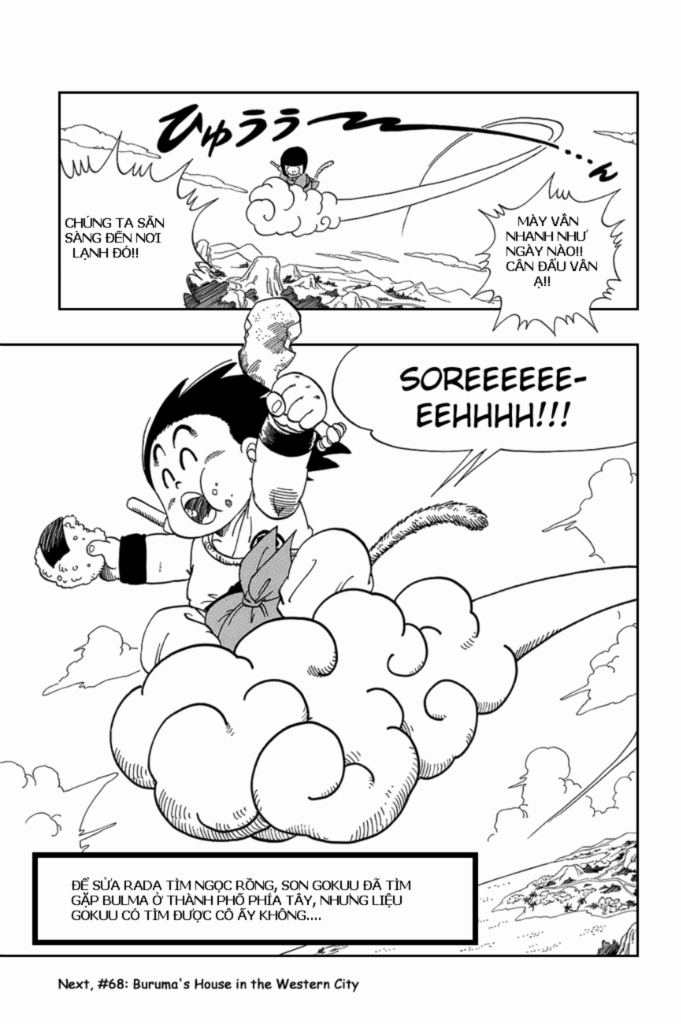 ひゅうううーー…ん
CHÚNG TA SẴN
SÀNG ĐẾN NƠI
LẠNH ĐÓ!!
MÀY VẪN
NHANH NHƯ
NGÀY NÀO!!
CÂN ĐẨU VÂN
Ạ!!
SOREEEEEE-
EEHHHH!!!
ĐỂ SỬA RADA TÌM NGỌC RỒNG, SON GOKUU ĐÃ TÌM
GẶP BULMA Ở THÀNH PHỐ PHÍA TÂY, NHƯNG LIỆU
GOKUU CÓ TÌM ĐƯỢC CÔ ẤY KHÔNG....
Next, #68: Buruma's House in the Western City